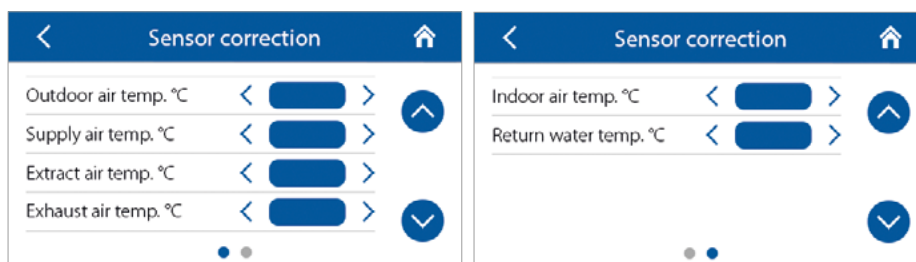 Sensor correction
Outdoor air temp. °C
Supply air temp. °C
Extract air temp. °C
Exhaust air temp. °C
Sensor correction
Indoor air temp. °C
Return water temp. °C